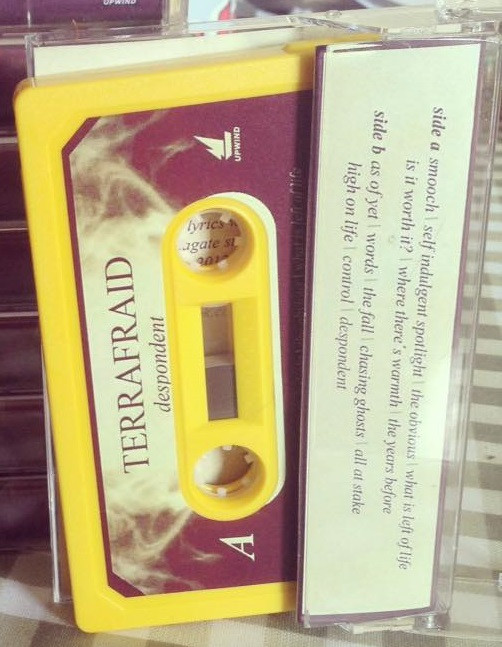 UPWIND
UPWIND
TERRAFRAID
despondent
A
lyrics
2012
side a smooch | self indulgent spotlight | the obvious | what is left of life
is it worth it? | where there's warmth | the years before
side b as of yet | words | the fall | chasing ghosts | all at stake
high on life | control | despondent